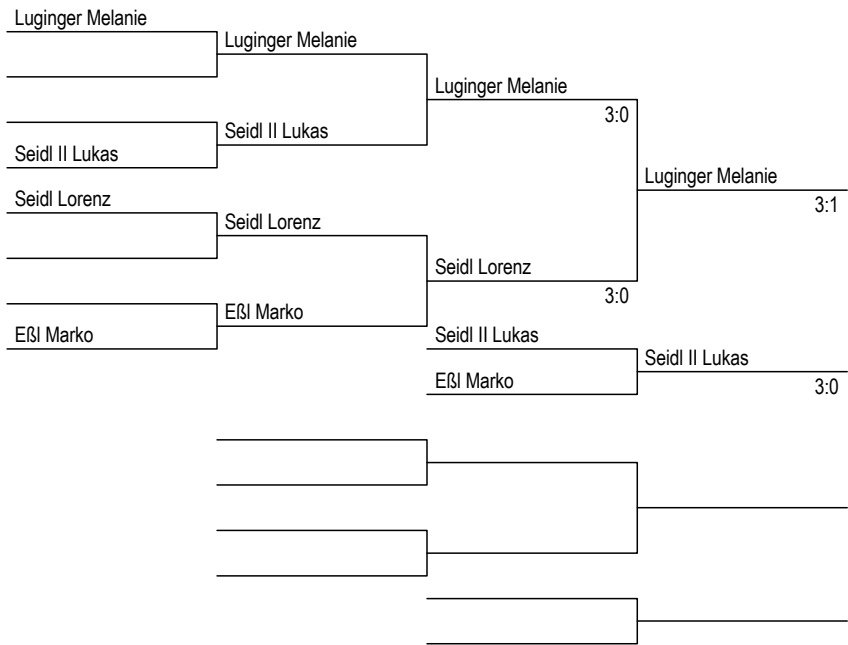 Luginger Melanie
Luginger Melanie
Luginger Melanie
3:0
Seidl II Lukas
Seidl II Lukas
Luginger Melanie
3:1
Seidl Lorenz
Seidl Lorenz
Seidl Lorenz
3:0
Eßl Marko
Eßl Marko
Seidl II Lukas
Seidl II Lukas
3:0
Eßl Marko